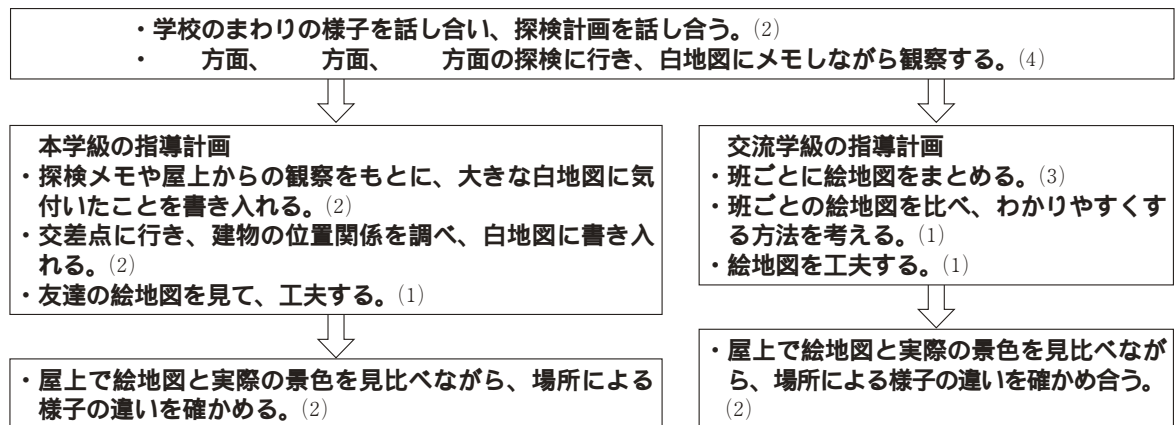 ・学校のまわりの様子を話し合い、探検計画を話し合う。(2)
・　　方面、　　方面、　　方面の探検に行き、白地図にメモしながら観察する。(4)
本学級の指導計画
・探検メモや屋上からの観察をもとに、大きな白地図に気
付いたことを書き入れる。(2)
・交差点に行き、建物の位置関係を調べ、白地図に書き入
れる。(2)
・友達の絵地図を見て、工夫する。(1)
交流学級の指導計画
・班ごとに絵地図をまとめる。(3)
・班ごとの絵地図を比べ、わかりやすくす
る方法を考える。(1)
・絵地図を工夫する。(1)
・屋上で絵地図と実際の景色を見比べながら、場所による
様子の違いを確かめる。(2)
・屋上で絵地図と実際の景色を見比べなが
ら、場所による様子の違いを確かめ合う。
(2)